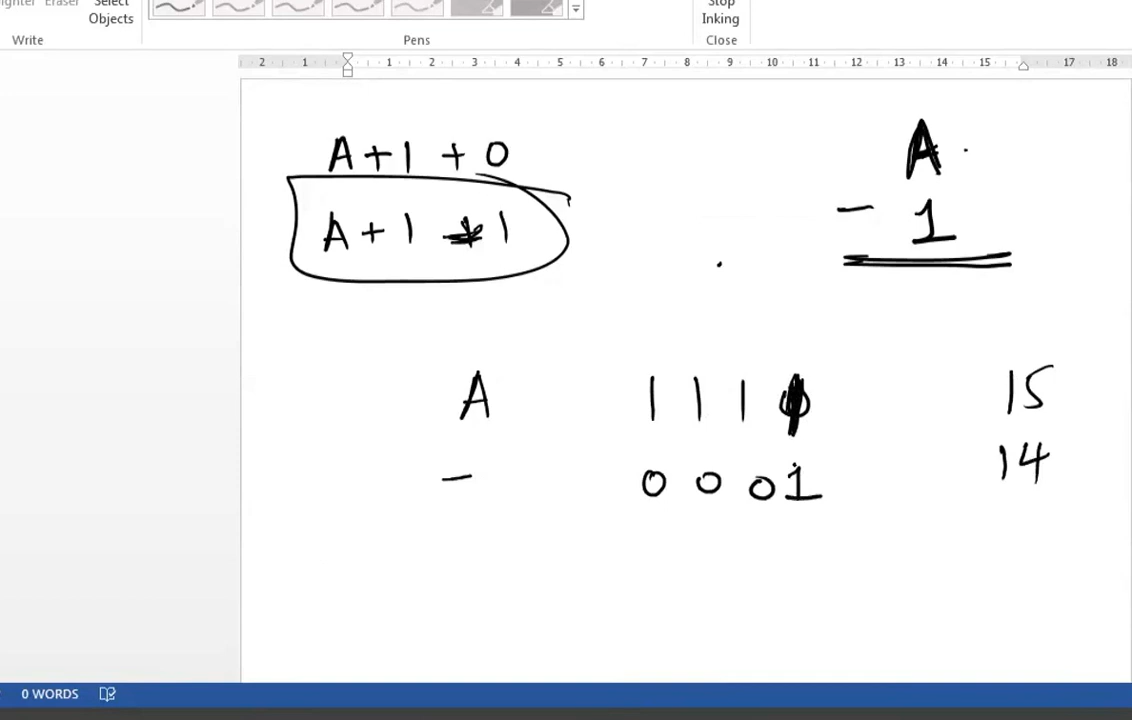 Select
Objects
Stop
Inking
Write
Pens
Close
2 1 1 2 3 4 5 6 7 8 9 10 11 12 13 14 15 17 18
A+1 + 0
A+1 1
A
- 1
A 1 1 1 15
14
- 0 0 0 1
0 WORDS